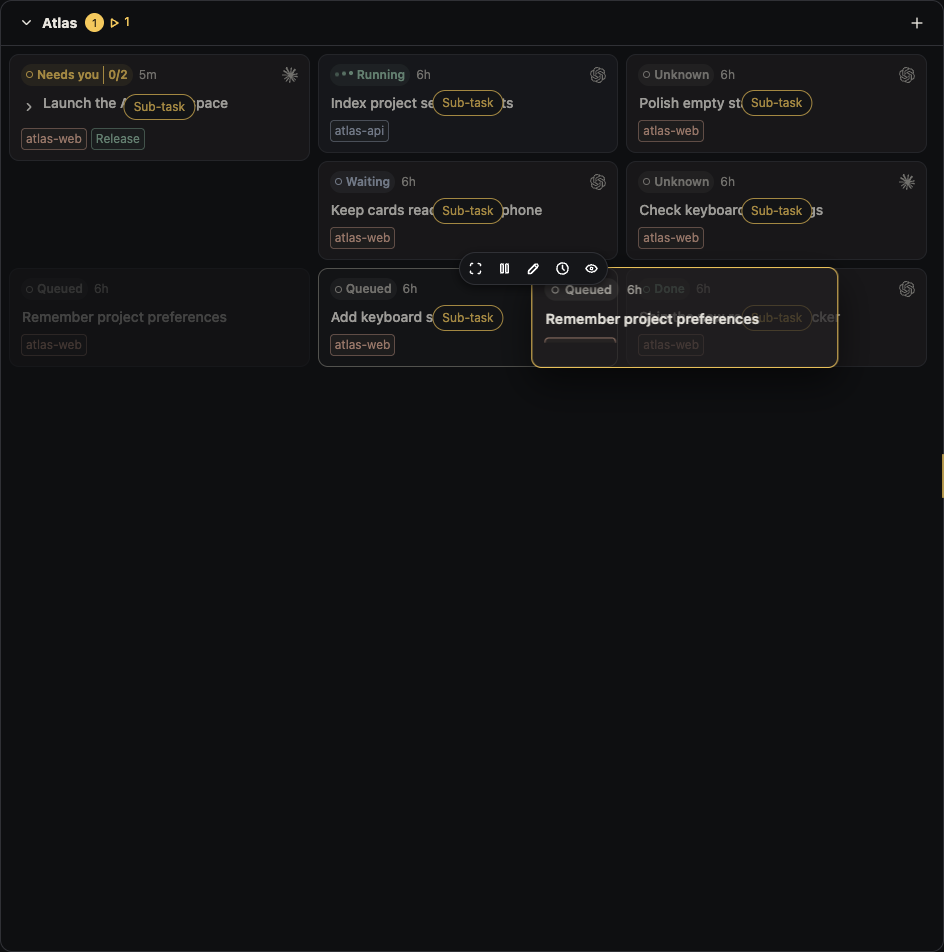 Atlas 1 1
Needs you 0/2 5m
Launch the A Sub-task pace
atlas-web Release
Running 6h
Index project se Sub-task ts
atlas-api
Unknown 6h
Polish empty st Sub-task
atlas-web
Waiting 6h
Keep cards read Sub-task phone
atlas-web
Unknown 6h
Check keyboard Sub-task gs
atlas-web
Queued 6h
Remember project preferences
atlas-web
Queued 6h
Add keyboard s Sub-task
atlas-web
Queued 6h
Remember project preferences
Done 6h
Sub-task cker
atlas-web